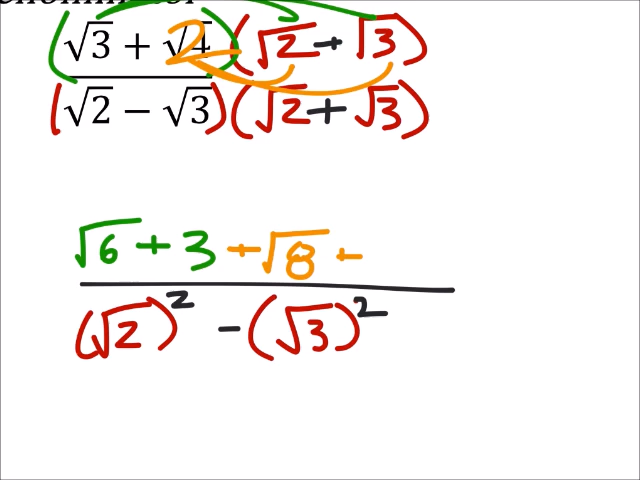 (√3 + √4 2) (√2 + √3)
(√2 − √3) (√2 + √3)
√6 + 3 + √8 +
(√2)² − (√3)²